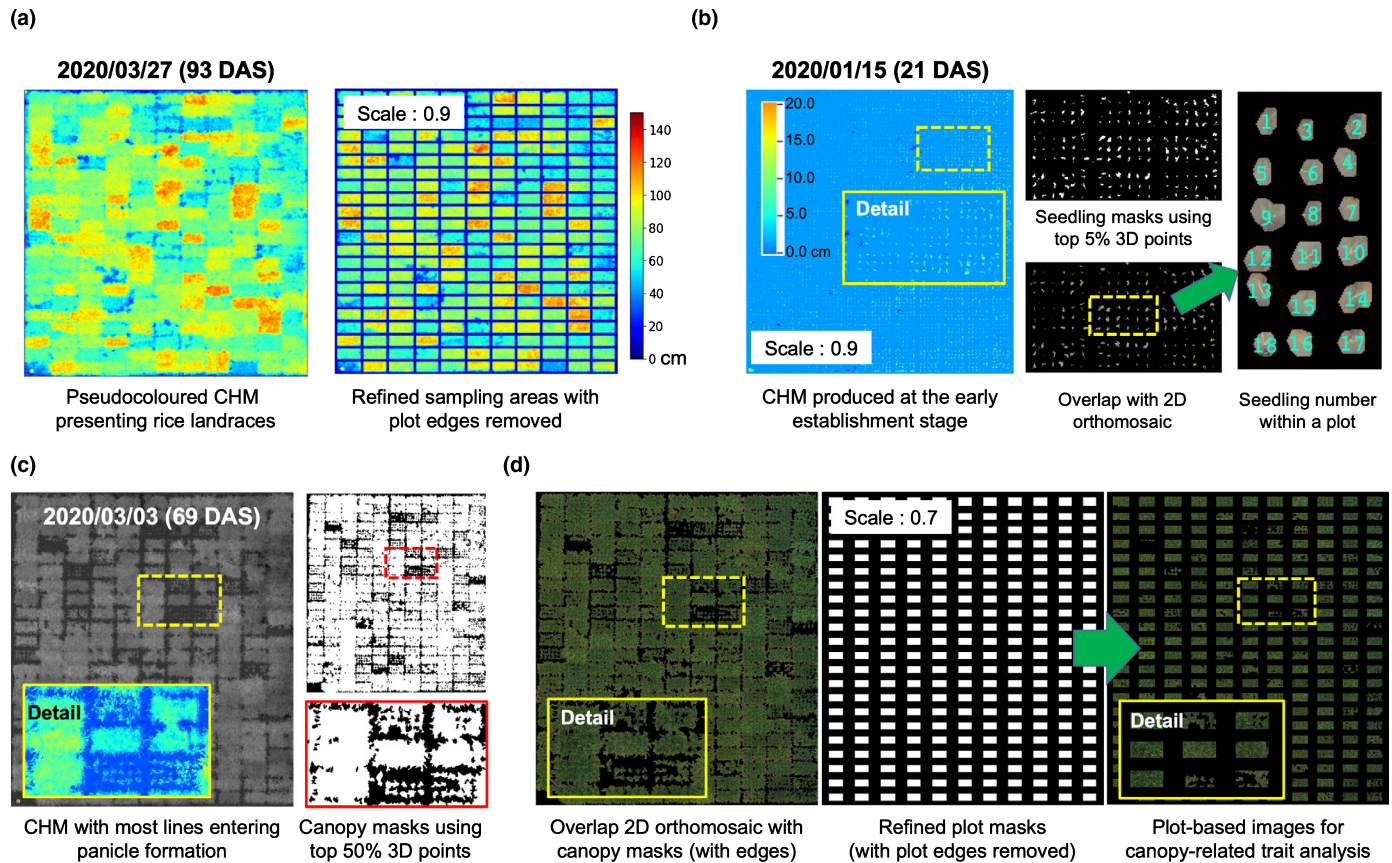 (a)
2020/03/27 (93 DAS)
Scale : 0.9
140
120
100
80
60
40
20
0 cm
Pseudocoloured CHM
presenting rice landraces
Refined sampling areas with
plot edges removed
(b)
2020/01/15 (21 DAS)
20.0
15.0
10.0
5.0
0.0 cm
Detail
Scale : 0.9
CHM produced at the early
establishment stage
Seedling masks using
top 5% 3D points
Overlap with 2D
orthomosaic
1
2
3
4
5
6
7
8
9
10
11
12
13
14
15
16
17
18
Seedling number
within a plot
(c)
2020/03/03 (69 DAS)
Detail
CHM with most lines entering
panicle formation
Canopy masks using
top 50% 3D points
(d)
Detail
Overlap 2D orthomosaic with
canopy masks (with edges)
Scale : 0.7
Refined plot masks
(with plot edges removed)
Detail
Plot-based images for
canopy-related trait analysis